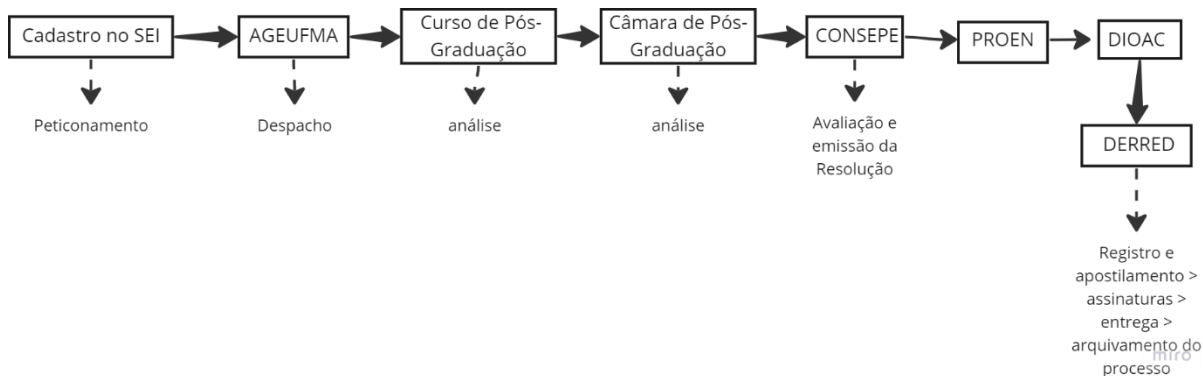 Cadastro no SEI
AGEUFMA
Curso de Pós-
Graduação
Câmara de Pós-
Graduação
CONSEPE
PROEN
DIOAC
Peticonamento
Despacho
análise
análise
Avaliação e
emissão da
Resolução
DERRED
Registro e
apostilamento >
assinaturas >
entrega >
arquivamento do
processo
miro